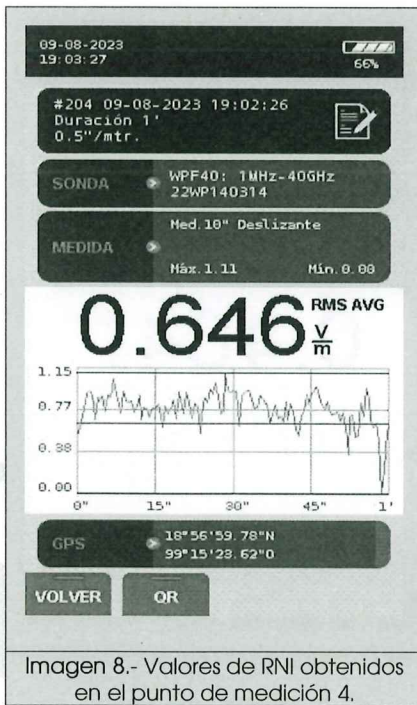 09-08-2023
19:03:27
66%
#204 09-08-2023 19:02:26
Duración 1'
0.5"/mtr.
SONDA
WPF40: 1MHz-40GHz
22WP140314
MEDIDA
Med.10" Deslizante
Máx.1.11 Mín.0.00
0.646 RMS AVG
V/m
1.15
0.77
0.38
0.00
0" 15" 30" 45" 1'
GPS
18°56'59.78"N
99°15'23.62"O
VOLVER QR
Imagen 8.- Valores de RNI obtenidos
en el punto de medición 4.